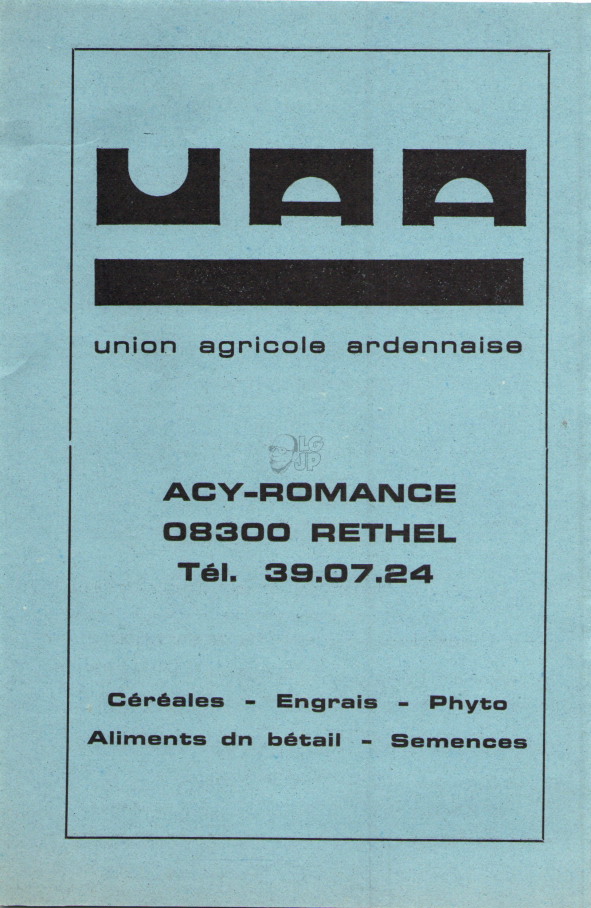 UAA
union agricole ardennaise
LG
JP
ACY-ROMANCE
08300 RETHEL
Tél. 39.07.24
Céréales - Engrais - Phyto
Aliments dn bétail - Semences